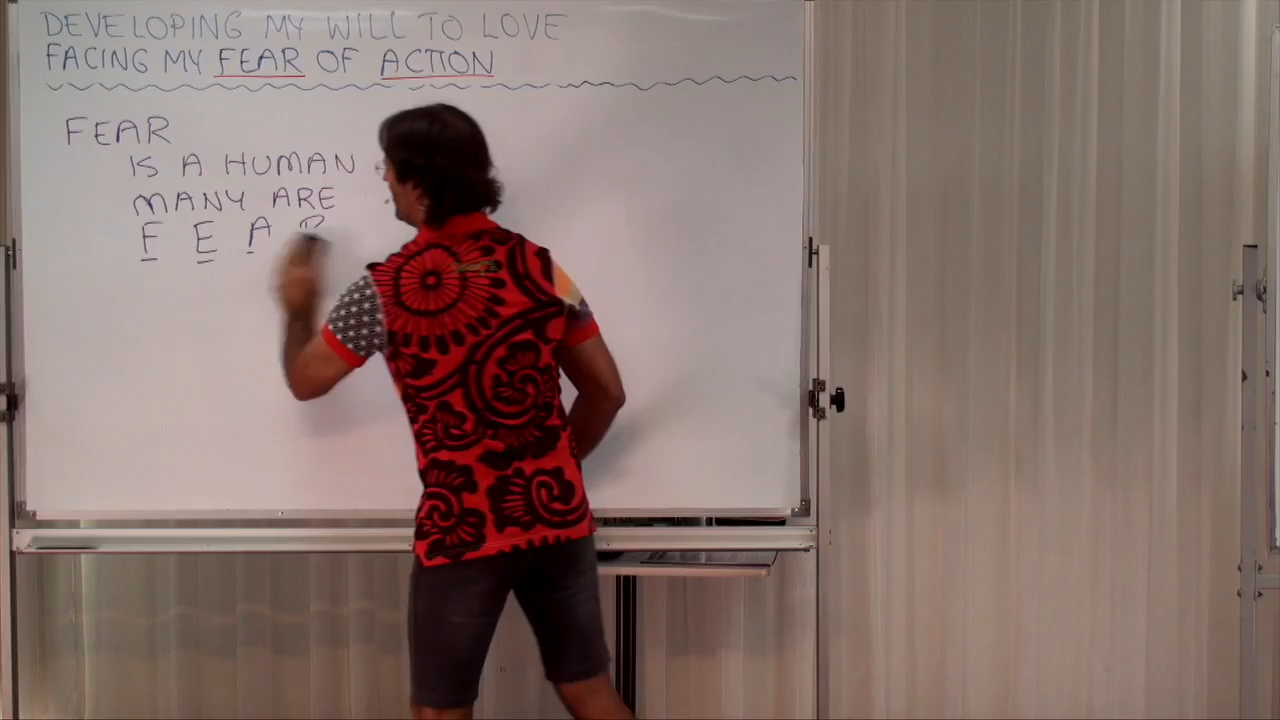 DEVELOPING MY WILL TO LOVE
FACING MY FEAR OF ACTION
FEAR
IS A HUMAN
MANY ARE
F E A R